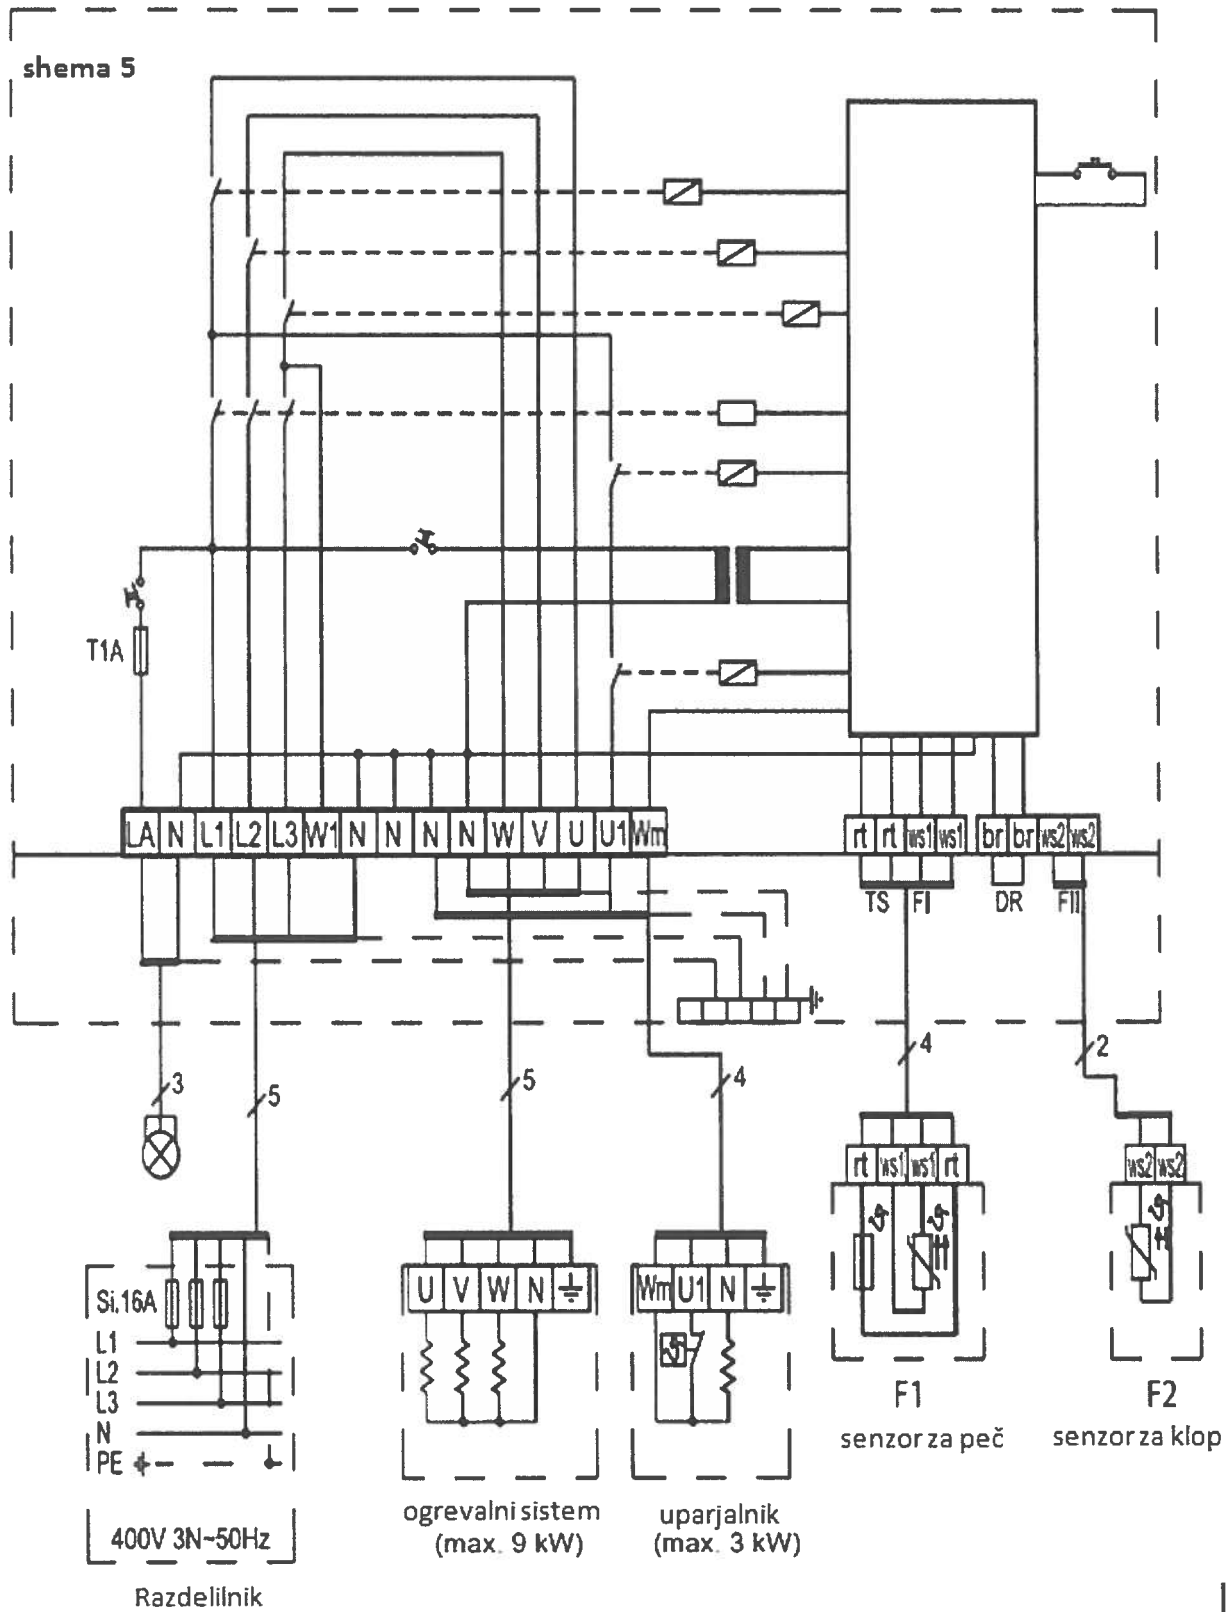 shema 5
T1A
LA N L1 L2 L3 W1 N N N N W V U U1 Wm
rt rt ws1 ws1 br br ws2 ws2
TS FI DR FII
3 5 5 4 4 2
rt ws1 ws1 rt
ws2 ws2
Si.16A
U V W N
Wm U1 N
L1
L2
L3
N
PE
F1
F2
senzor za peč
senzor za klop
400V 3N~50Hz
ogrevalni sistem
(max. 9 kW)
uparjalnik
(max. 3 kW)
Razdelilnik